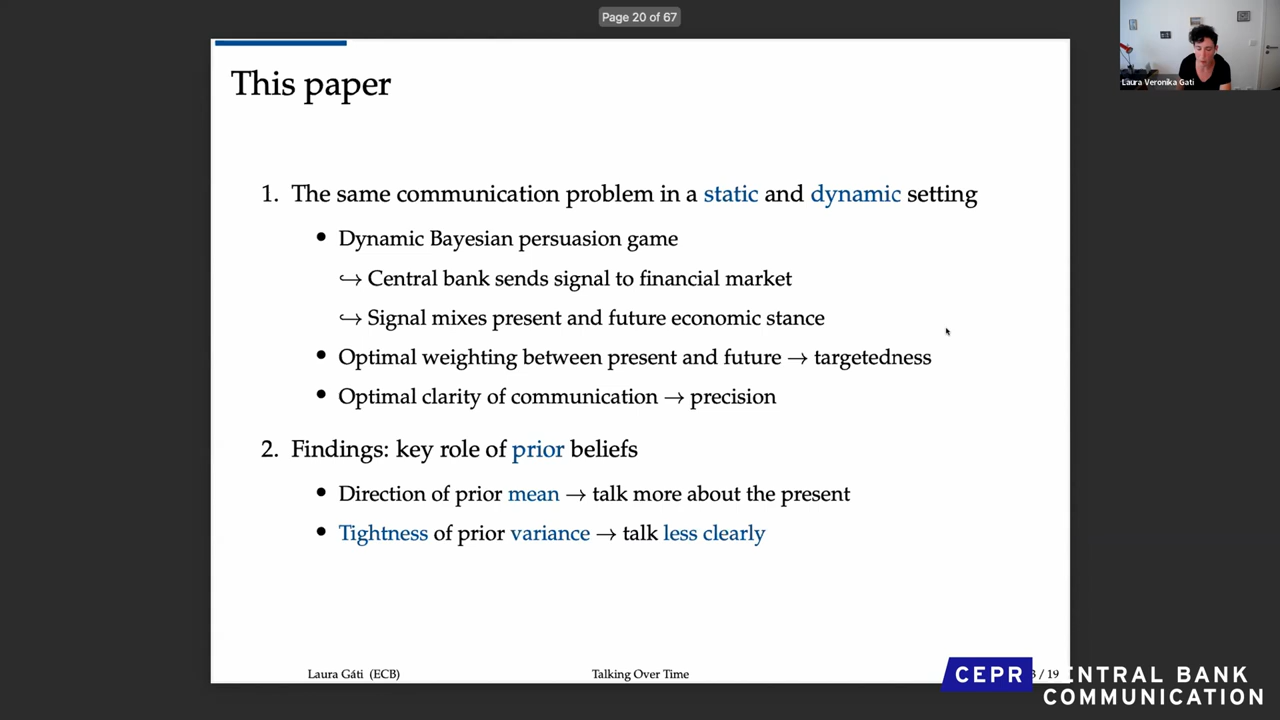 Page 20 of 67
Laura Veronika Gati
This paper
1. The same communication problem in a static and dynamic setting
• Dynamic Bayesian persuasion game
↪ Central bank sends signal to financial market
↪ Signal mixes present and future economic stance
• Optimal weighting between present and future → targetedness
• Optimal clarity of communication → precision
2. Findings: key role of prior beliefs
• Direction of prior mean → talk more about the present
• Tightness of prior variance → talk less clearly
Laura Gáti (ECB) Talking Over Time / 19
CEPR CENTRAL BANK
COMMUNICATION